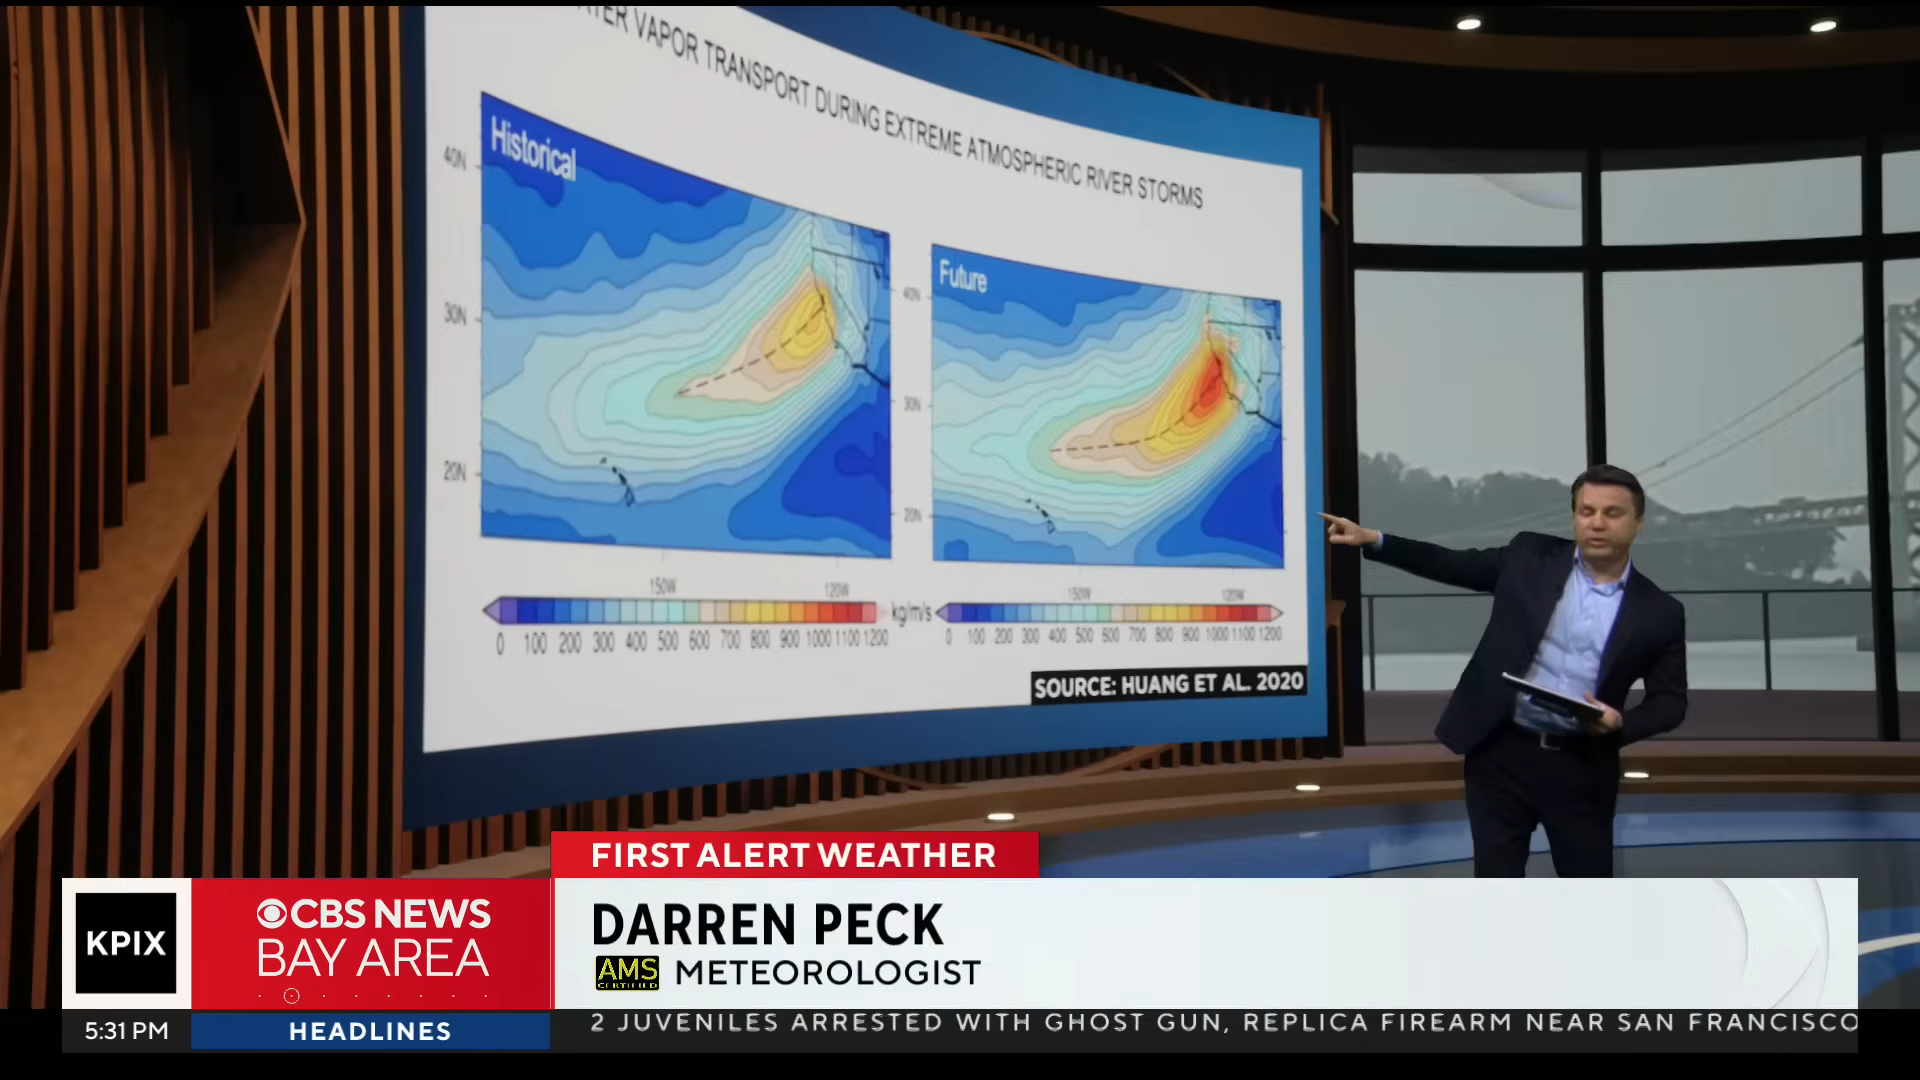 VAPOR TRANSPORT DURING EXTREME ATMOSPHERIC RIVER STORMS
Historical
Future
40N
30N
20N
40N
30N
20N
150W
120W
150W
120W
0 100 200 300 400 500 600 700 800 900 1000 1100 1200
kg/m/s
0 100 200 300 400 500 600 700 800 900 1000 1100 1200
SOURCE: HUANG ET AL. 2020
FIRST ALERT WEATHER
KPIX
CBS NEWS
BAY AREA
DARREN PECK
AMS
CERTIFIED
METEOROLOGIST
5:31 PM
HEADLINES
2 JUVENILES ARRESTED WITH GHOST GUN, REPLICA FIREARM NEAR SAN FRANCISCO